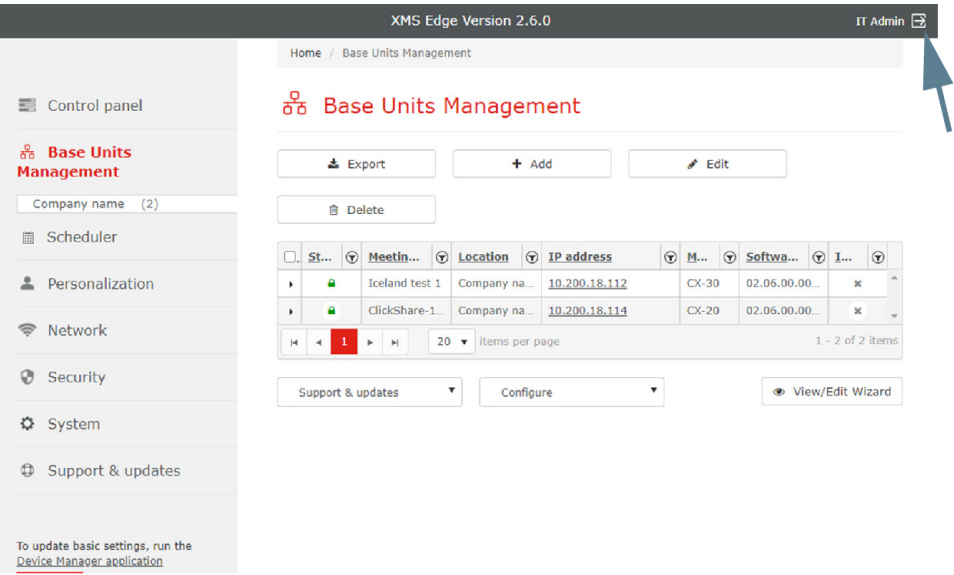 XMS Edge Version 2.6.0
IT Admin
Home / Base Units Management
Control panel
Base Units
Management
Company name (2)
Scheduler
Personalization
Network
Security
System
Support & updates
To update basic settings, run the
Device Manager application
Base Units Management
Export
Add
Edit
Delete
St... Meetin... Location IP address M... Softwa... I...
Iceland test 1 Company na... 10.200.18.112 CX-30 02.06.00.00...
ClickShare-1... Company na... 10.200.18.114 CX-20 02.06.00.00...
1 20 items per page 1 - 2 of 2 items
Support & updates Configure View/Edit Wizard